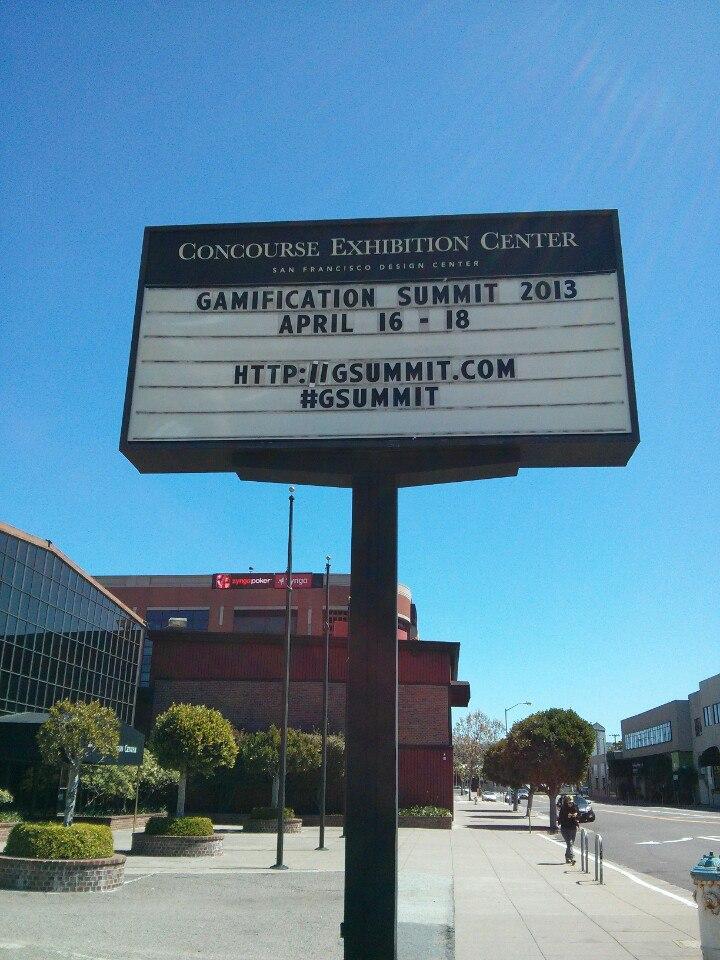 CONCOURSE EXHIBITION CENTER
SAN FRANCISCO DESIGN CENTER
GAMIFICATION SUMMIT 2013
APRIL 16 - 18
HTTP://GSUMMIT.COM
#GSUMMIT
zyngapoker zynga